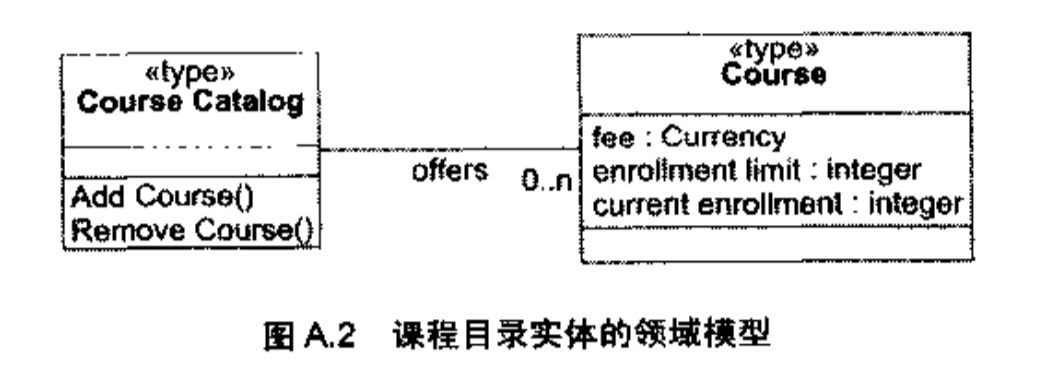 «type»
Course Catalog
Add Course()
Remove Course()
offers
0..n
«type»
Course
fee : Currency
enrollment limit : integer
current enrollment : integer
图 A.2 课程目录实体的领域模型